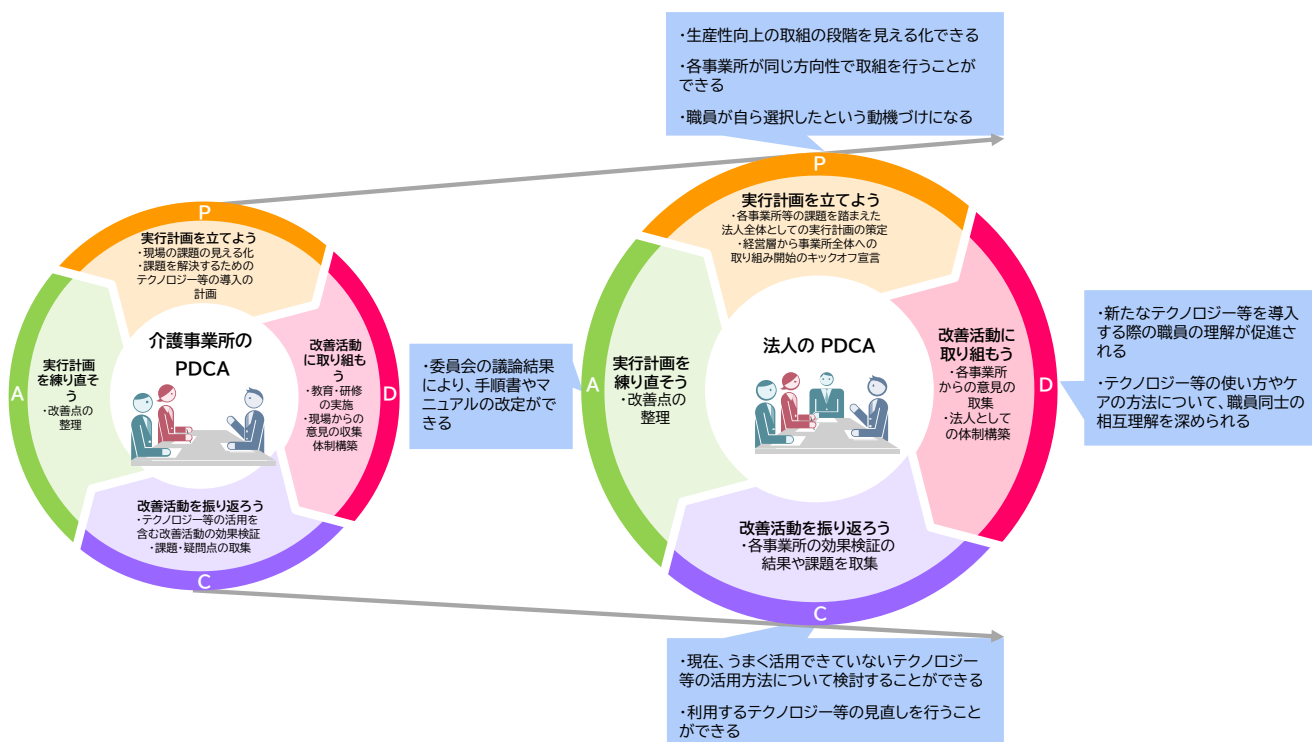 ・生産性向上の取組の段階を見える化できる
・各事業所が同じ方向性で取組を行うことが
できる
・職員が自ら選択したという動機づけになる
P
実行計画を立てよう
・現場の課題の見える化
・課題を解決するための
テクノロジー等の導入の
計画
介護事業所の
PDCA
改善活動
に取り組も
う
・教育・研修
の実施
・現場からの
意見の収集
体制構築
D
実行計画
を練り直そ
う
・改善点の
整理
A
改善活動を振り返ろう
・テクノロジー等の活用を
含む改善活動の効果検証
・課題・疑問点の収集
C
・委員会の議論結果
により、手順書やマ
ニュアルの改定がで
きる
P
実行計画を立てよう
・各事業所等の課題を踏まえた
法人全体としての実行計画の策定
・経営層から事業所全体への
取り組み開始のキックオフ宣言
法人の PDCA
改善活動に
取り組もう
・各事業所
からの意見の
収集
・法人として
の体制構築
D
実行計画を
練り直そう
・改善点の
整理
A
改善活動を振り返ろう
・各事業所の効果検証の
結果や課題を収集
C
・新たなテクノロジー等を導入
する際の職員の理解が促進さ
れる
・テクノロジー等の使い方やケ
アの方法について、職員同士の
相互理解を深められる
・現在、うまく活用できていないテクノロジー
等の活用方法について検討することができる
・利用するテクノロジー等の見直しを行うこと
ができる